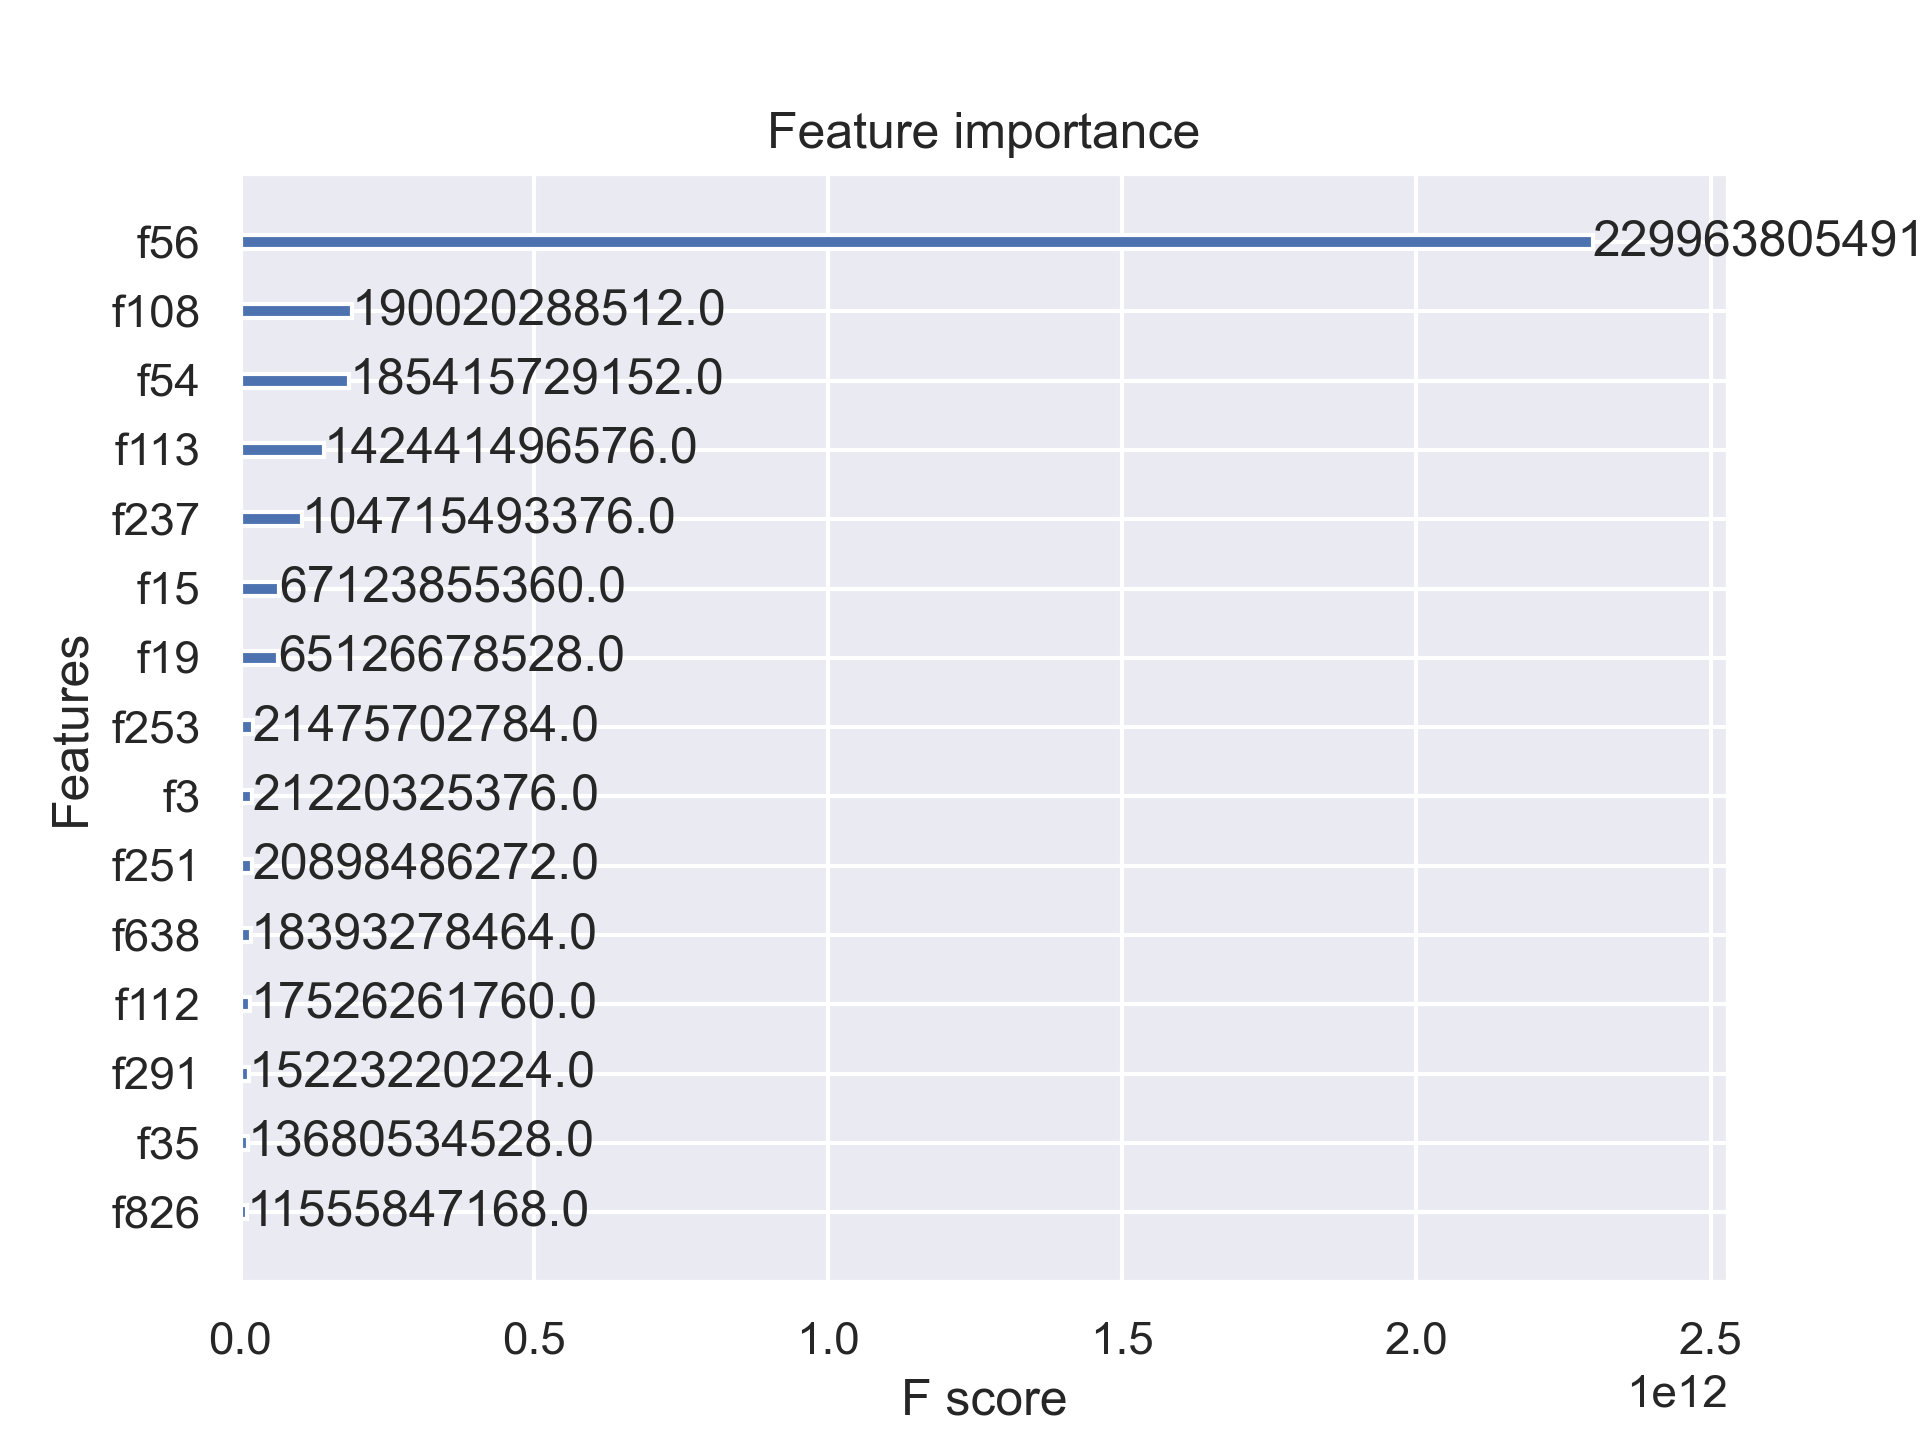 Feature importance
f56 229963805491
f108 190020288512.0
f54 185415729152.0
f113 142441496576.0
f237 104715493376.0
f15 67123855360.0
f19 65126678528.0
f253 21475702784.0
f3 21220325376.0
f251 20898486272.0
f638 18393278464.0
f112 17526261760.0
f291 15223220224.0
f35 13680534528.0
f826 11555847168.0
Features
0.0 0.5 1.0 1.5 2.0 2.5
1e12
F score